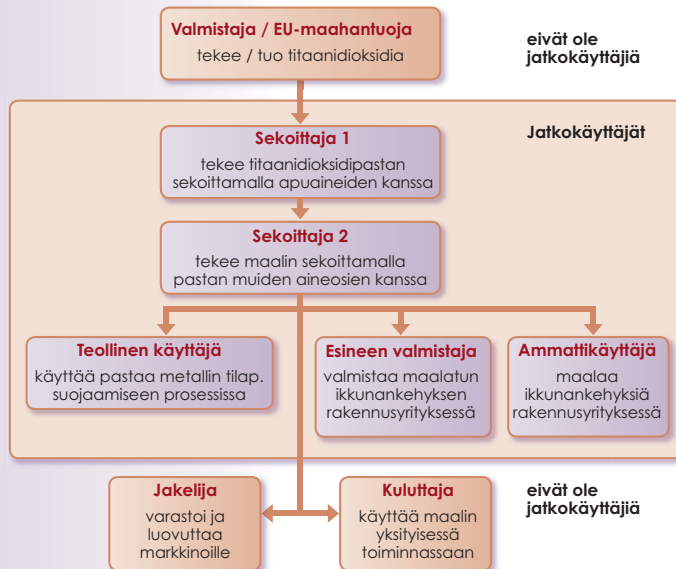 Valmistaja / EU-maahantuoja
tekee / tuo titaanidioksidia
eivät ole
jatkokäyttäjiä
Jatkokäyttäjät
Sekoittaja 1
tekee titaanidioksidipastan
sekoittamalla apuaineiden kanssa
Sekoittaja 2
tekee maalin sekoittamalla
pastan muiden aineosien kanssa
Teollinen käyttäjä
käyttää pastaa metallin tilap.
suojaamiseen prosessissa
Esineen valmistaja
valmistaa maalatun
ikkunankehyksen
rakennusyrityksessä
Ammattikäyttäjä
maalaa
ikkunankehyksiä
rakennusyrityksessä
Jakelija
varastoi ja
luovuttaa
markkinoille
Kuluttaja
käyttää maalin
yksityisessä
toiminnassaan
eivät ole
jatkokäyttäjiä